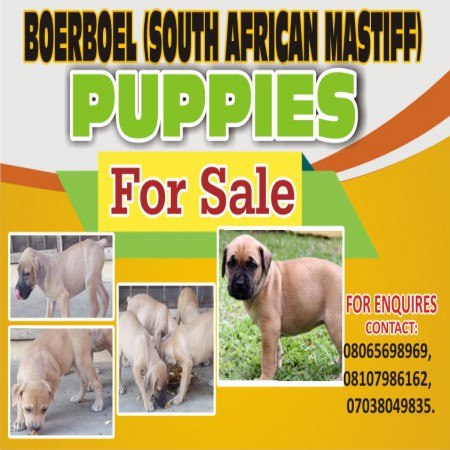 BOERBOEL (SOUTH AFRICAN MASTIFF)
PUPPIES
For Sale
FOR ENQUIRES
CONTACT:
08065698969,
08107986162,
07038049835.